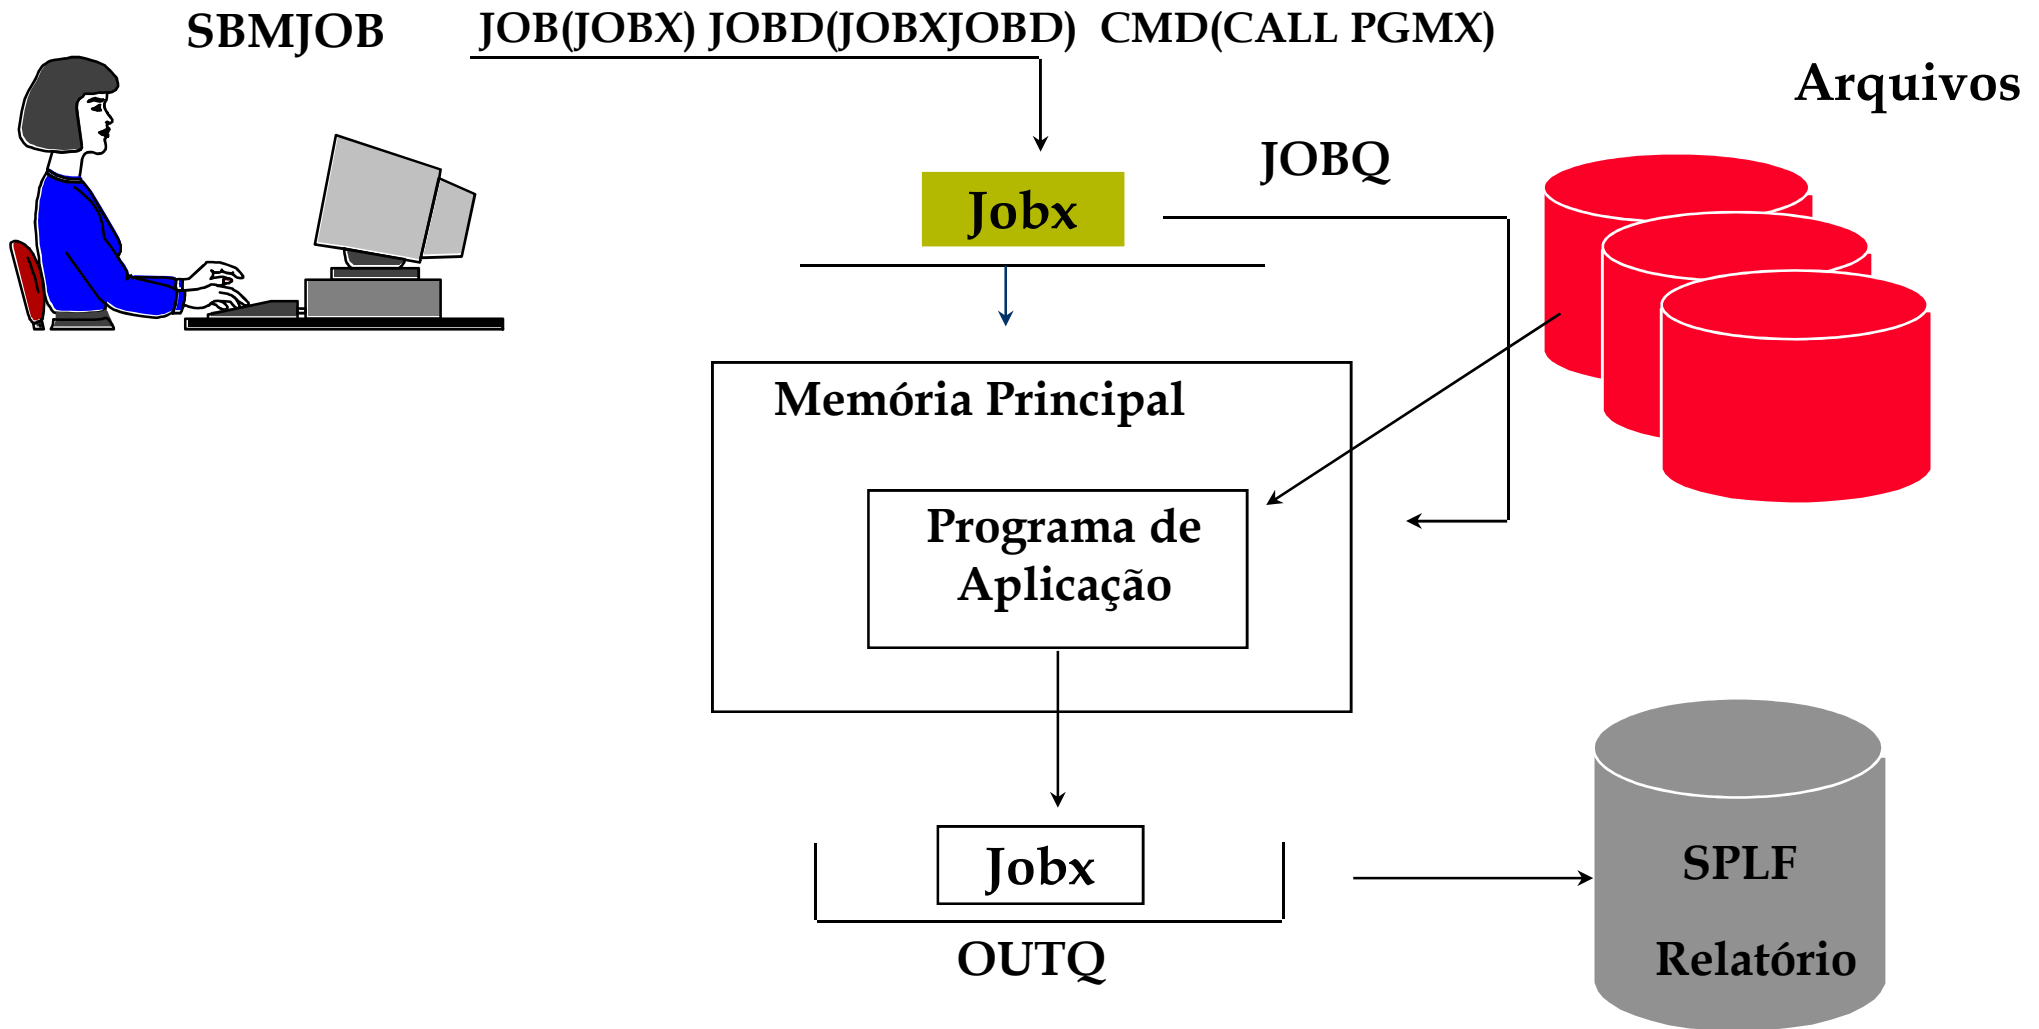 SBMJOB JOB(JOBX) JOBD(JOBXJOBD) CMD(CALL PGMX)
Arquivos
JOBQ
Jobx
Memória Principal
Programa de
Aplicação
Jobx
OUTQ
SPLF
Relatório